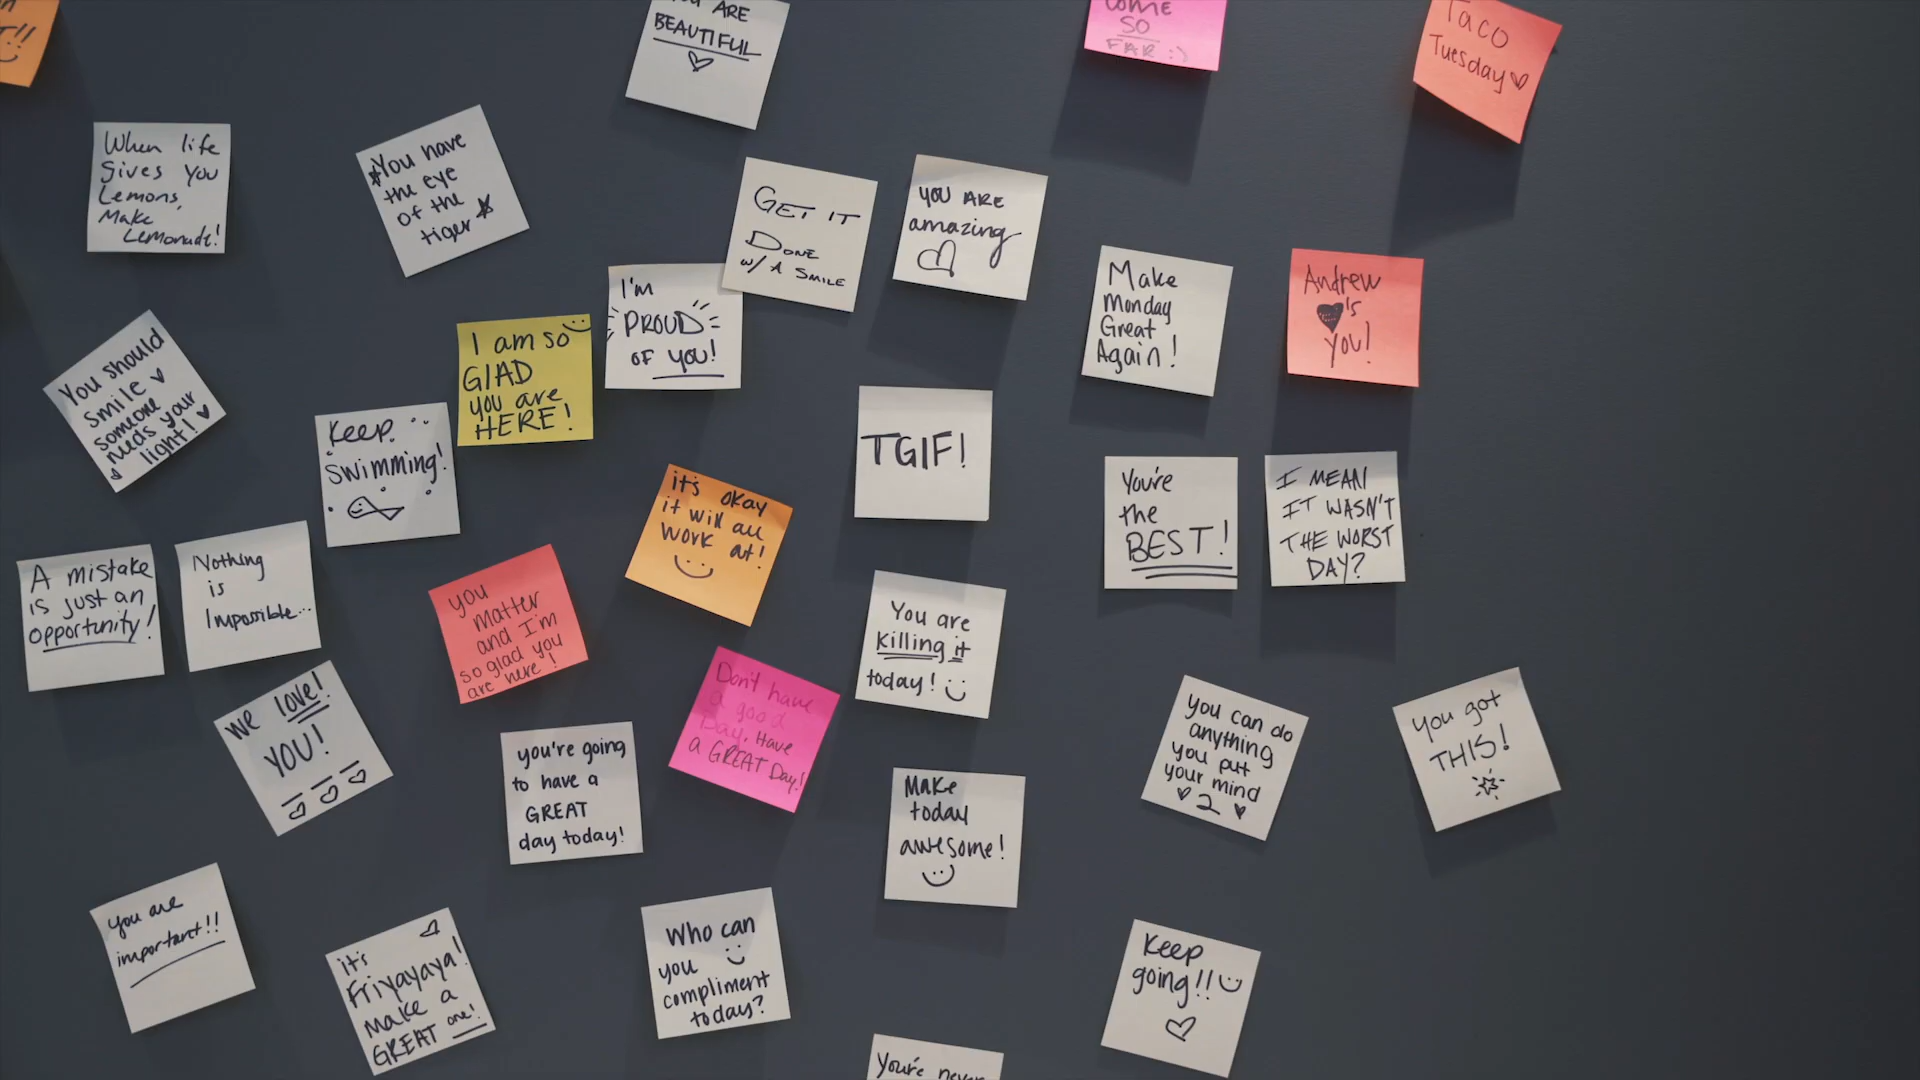 ARE
BEAUTIFUL
SO
FAR :)
Taco
Tuesday
When life
Gives you
Lemons,
Make
Lemonade!
You have
the eye
of the
tiger
GET IT
DONE
W/ A SMILE
YOU ARE
amazing
Make
Monday
Great
Again!
Andrew
's
you!
I'm
PROUD
OF YOU!
I am so
GLAD
you are
HERE!
You should
smile
someone
needs your
light!
Keep
swimming!
TGIF!
it's okay
it will all
work out!
You're
the
BEST!
I MEAN
IT WASN'T
THE WORST
DAY?
A mistake
is just an
opportunity!
Nothing
is
Impossible...
you
matter
and I'm
so glad you
are here!
You are
killing it
today!
We love!
YOU!
Don't have
a good
Day, Have
a GREAT Day!
you're going
to have a
GREAT
day today!
Make
today
awesome!
you can do
anything
you put
your mind
2
you got
THIS!
you are
important!!
it's
Friyayaya!
make a
GREAT one!
Who can
you
compliment
today?
Keep
going!!
You're never